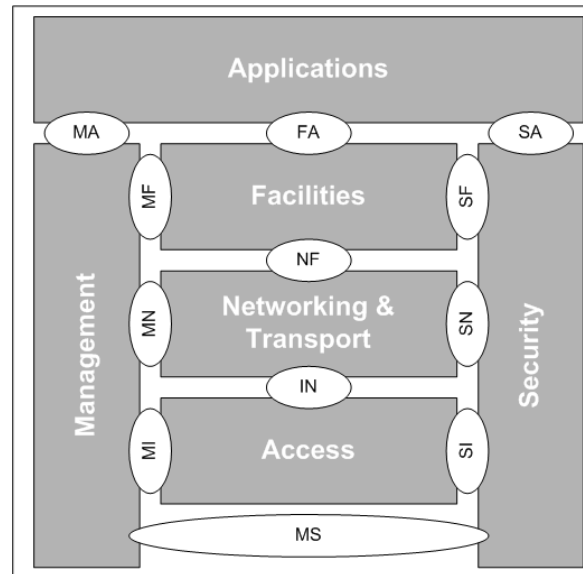 Applications
MA
FA
SA
MF
Facilities
SF
NF
Management
MN
Networking &
Transport
SN
Security
IN
MI
Access
SI
MS